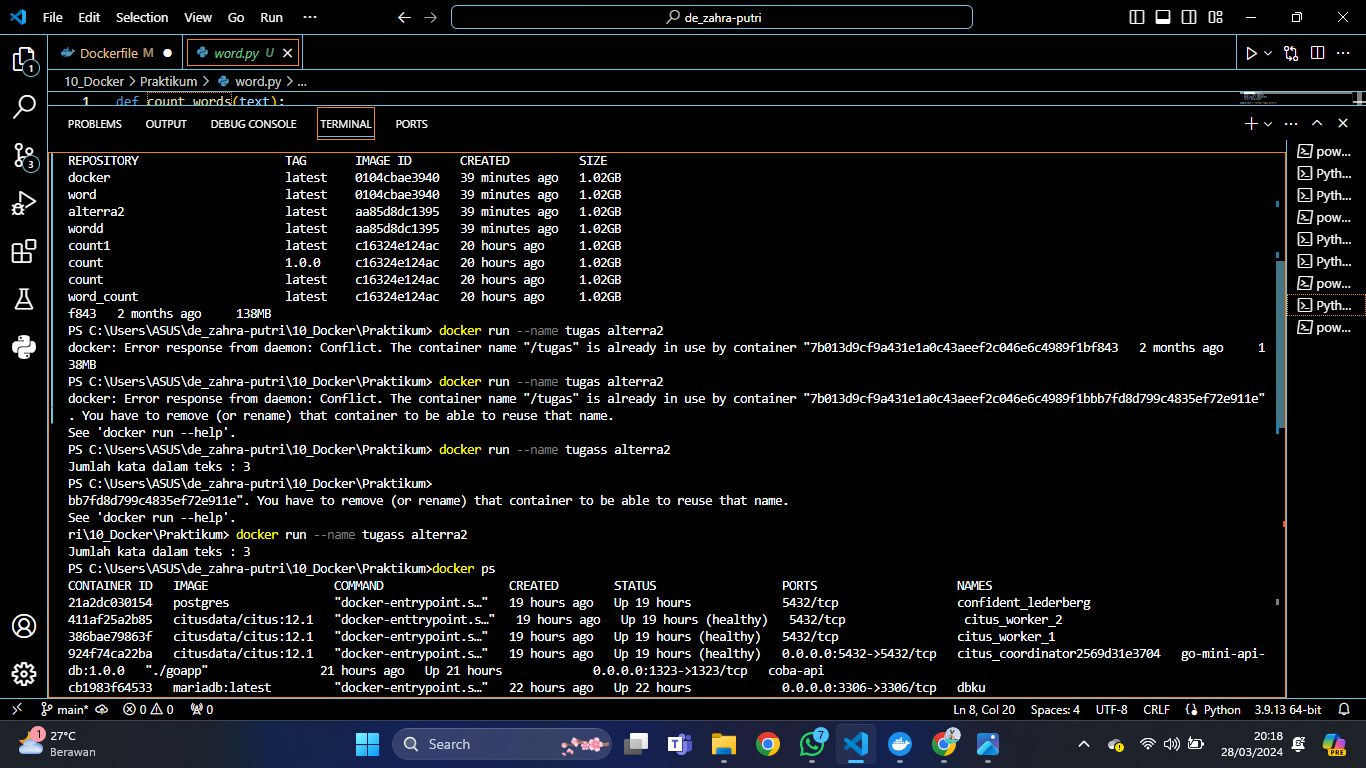 File Edit Selection View Go Run ··· de_zahra-putri
Dockerfile M word.py U
10_Docker > Praktikum > word.py > ...
1 def count_words(text):
PROBLEMS OUTPUT DEBUG CONSOLE TERMINAL PORTS
REPOSITORY TAG IMAGE ID CREATED SIZE
docker latest 0104cbae3940 39 minutes ago 1.02GB
word latest 0104cbae3940 39 minutes ago 1.02GB
alterra2 latest aa85d8dc1395 39 minutes ago 1.02GB
wordd latest aa85d8dc1395 39 minutes ago 1.02GB
count1 latest c16324e124ac 20 hours ago 1.02GB
count 1.0.0 c16324e124ac 20 hours ago 1.02GB
count latest c16324e124ac 20 hours ago 1.02GB
word_count latest c16324e124ac 20 hours ago 1.02GB
f843 2 months ago 138MB
PS C:\Users\ASUS\de_zahra-putri\10_Docker\Praktikum> docker run --name tugas alterra2
docker: Error response from daemon: Conflict. The container name "/tugas" is already in use by container "7b013d9cf9a431e1a0c43aeef2c046e6c4989f1bf843 2 months ago 1
38MB
PS C:\Users\ASUS\de_zahra-putri\10_Docker\Praktikum> docker run --name tugas alterra2
docker: Error response from daemon: Conflict. The container name "/tugas" is already in use by container "7b013d9cf9a431e1a0c43aeef2c046e6c4989f1bbb7fd8d799c4835ef72e911e"
. You have to remove (or rename) that container to be able to reuse that name.
See 'docker run --help'.
PS C:\Users\ASUS\de_zahra-putri\10_Docker\Praktikum> docker run --name tugass alterra2
Jumlah kata dalam teks : 3
PS C:\Users\ASUS\de_zahra-putri\10_Docker\Praktikum>
bb7fd8d799c4835ef72e911e". You have to remove (or rename) that container to be able to reuse that name.
See 'docker run --help'.
ri\10_Docker\Praktikum> docker run --name tugass alterra2
Jumlah kata dalam teks : 3
PS C:\Users\ASUS\de_zahra-putri\10_Docker\Praktikum>docker ps
CONTAINER ID IMAGE COMMAND CREATED STATUS PORTS NAMES
21a2dc030154 postgres "docker-entrypoint.s…" 19 hours ago Up 19 hours 5432/tcp confident_lederberg
411af25a2b85 citusdata/citus:12.1 "docker-enttrypoint.s…" 19 hours ago Up 19 hours (healthy) 5432/tcp citus_worker_2
386bae79863f citusdata/citus:12.1 "docker-entrypoint.s…" 19 hours ago Up 19 hours (healthy) 5432/tcp citus_worker_1
924f74ca22ba citusdata/citus:12.1 "docker-entrypoint.s…" 19 hours ago Up 19 hours (healthy) 0.0.0.0:5432->5432/tcp citus_coordinator2569d31e3704 go-mini-api-
db:1.0.0 "./goapp" 21 hours ago Up 21 hours 0.0.0.0:1323->1323/tcp coba-api
cb1983f64533 mariadb:latest "docker-entrypoint.s…" 22 hours ago Up 22 hours 0.0.0.0:3306->3306/tcp dbku
pow...
Pyth...
Pyth...
pow...
Pyth...
Pyth...
pow...
Pyth...
pow...
1
3
main* 0 0 0 Ln 8, Col 20 Spaces: 4 UTF-8 CRLF Python 3.9.13 64-bit
1 27°C
Berawan
Search
7
PRE
20:18
28/03/2024